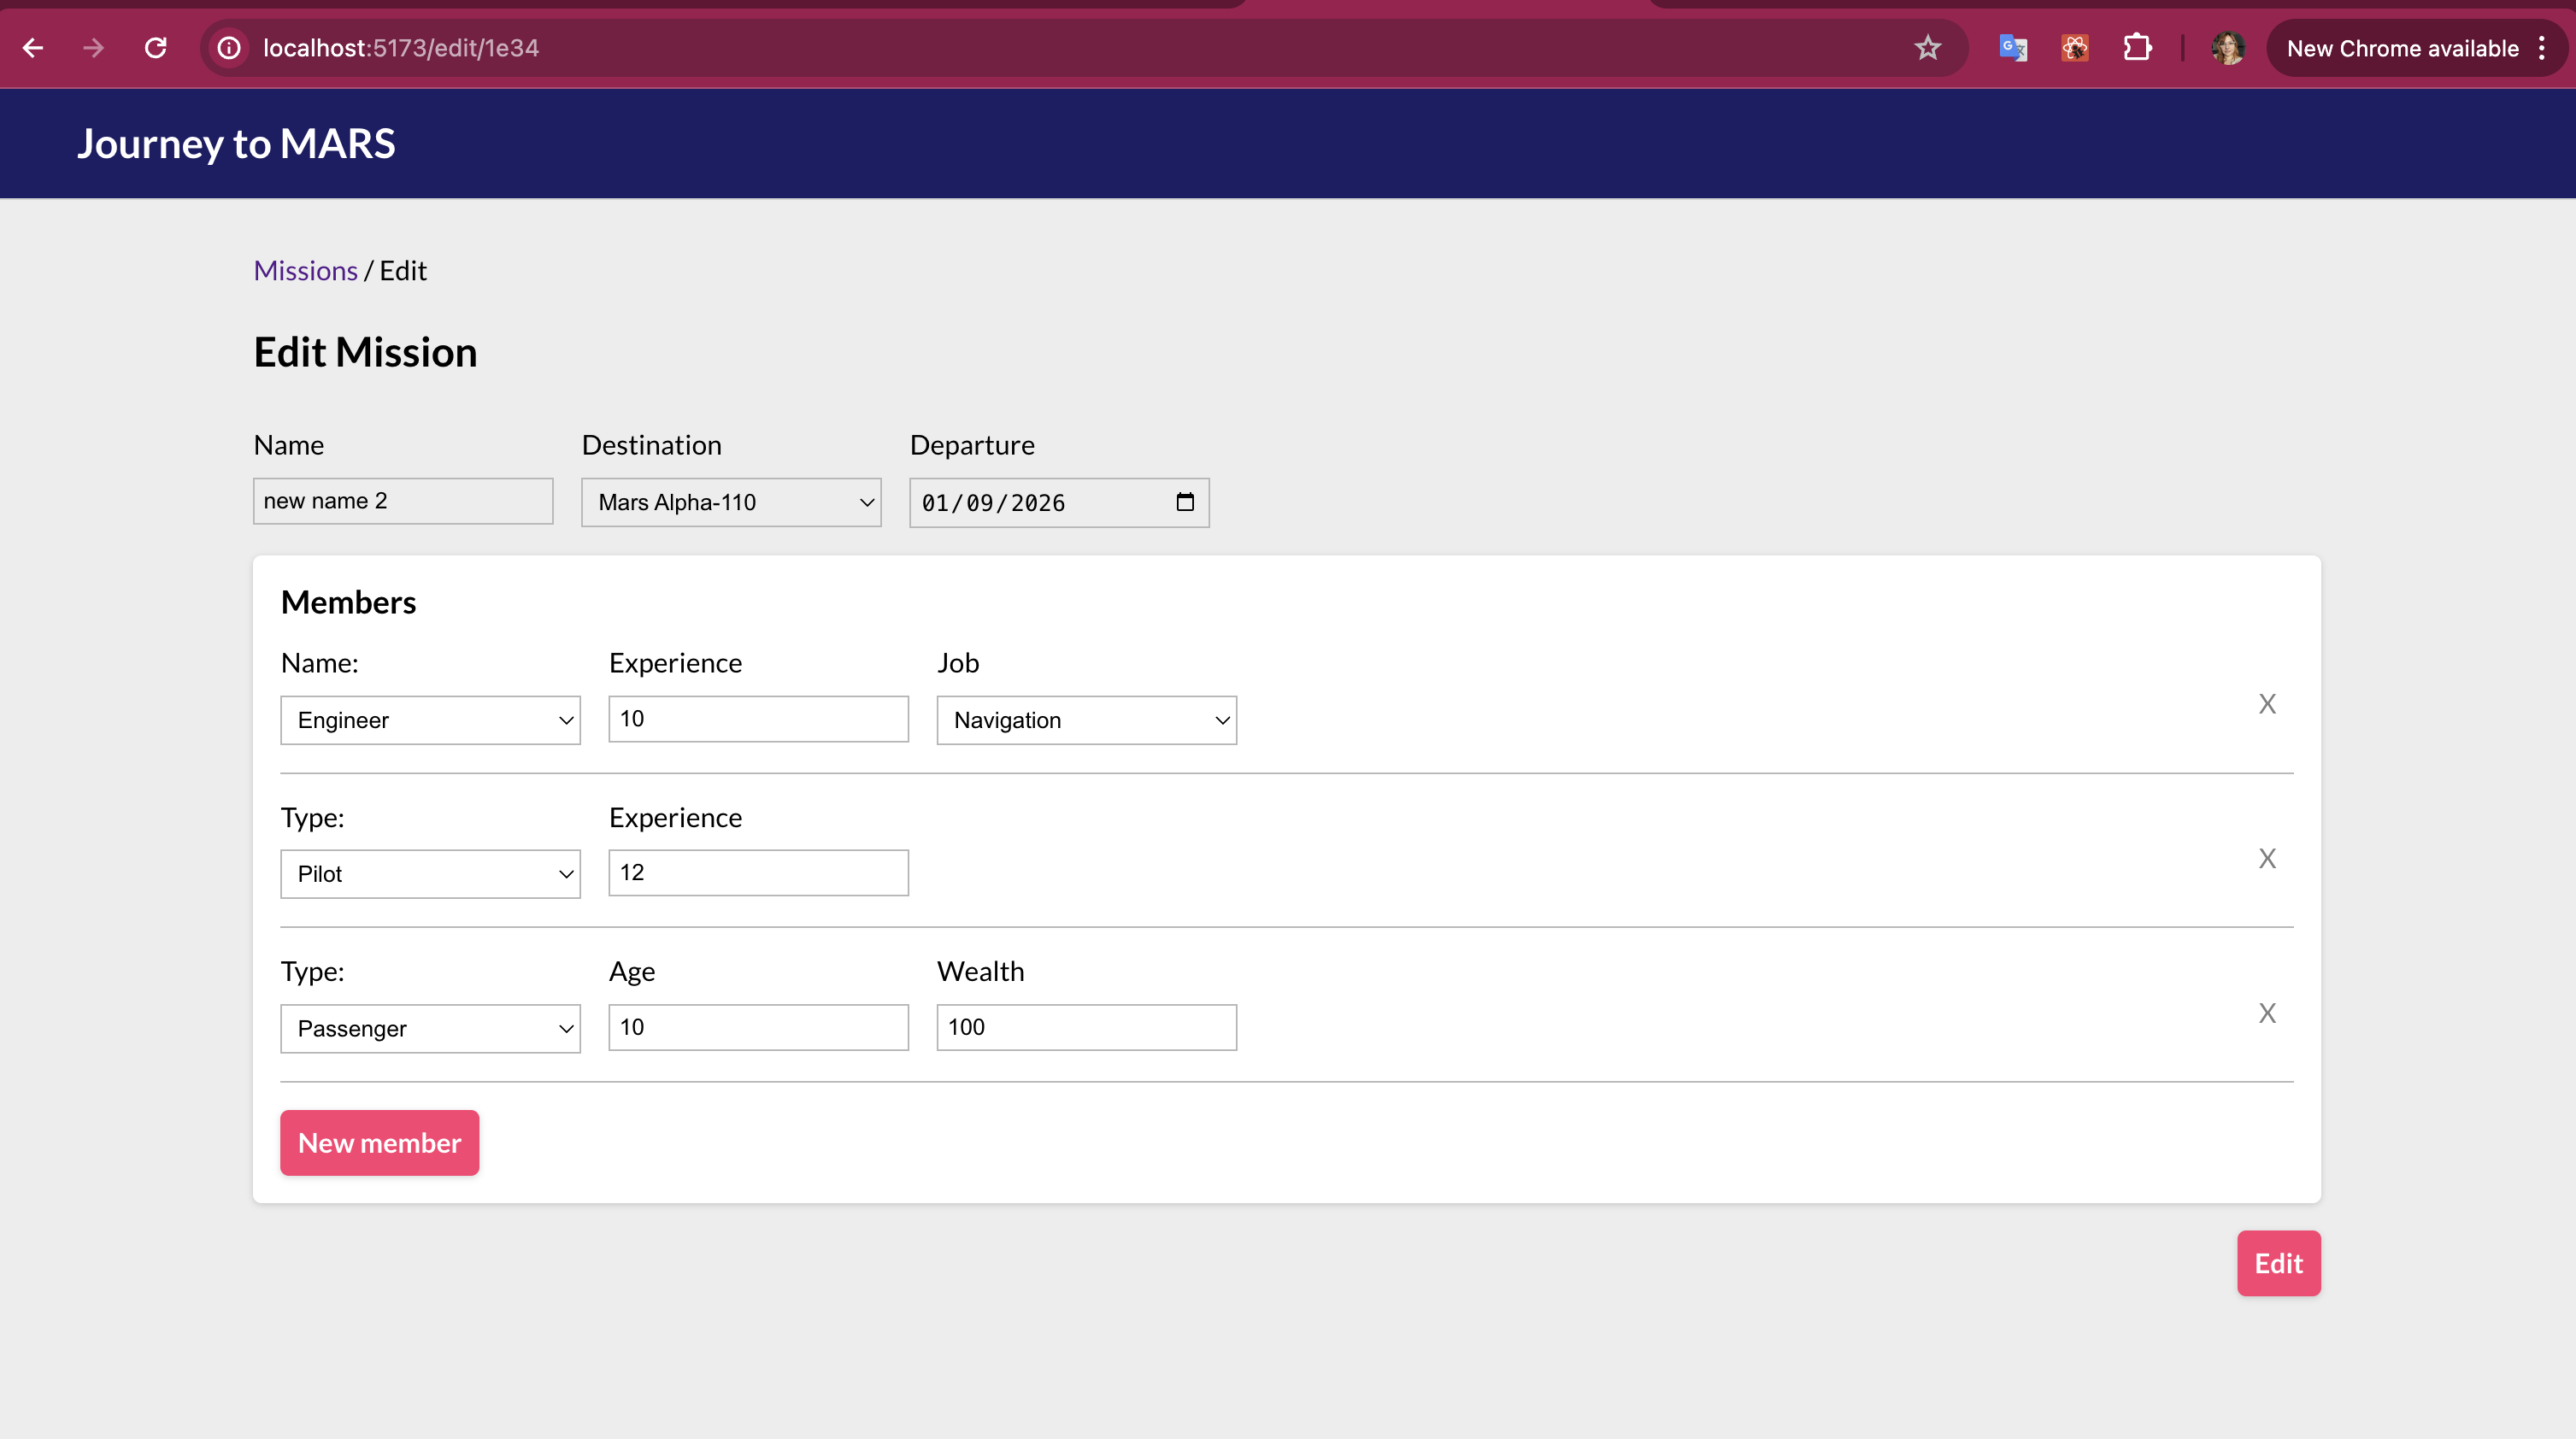 localhost:5173/edit/1e34
New Chrome available
Journey to MARS
Missions / Edit
Edit Mission
Name Destination Departure
new name 2 Mars Alpha-110 01/09/2026
Members
Name: Experience Job
Engineer 10 Navigation
X
Type: Experience
Pilot 12
X
Type: Age Wealth
Passenger 10 100
X
New member
Edit